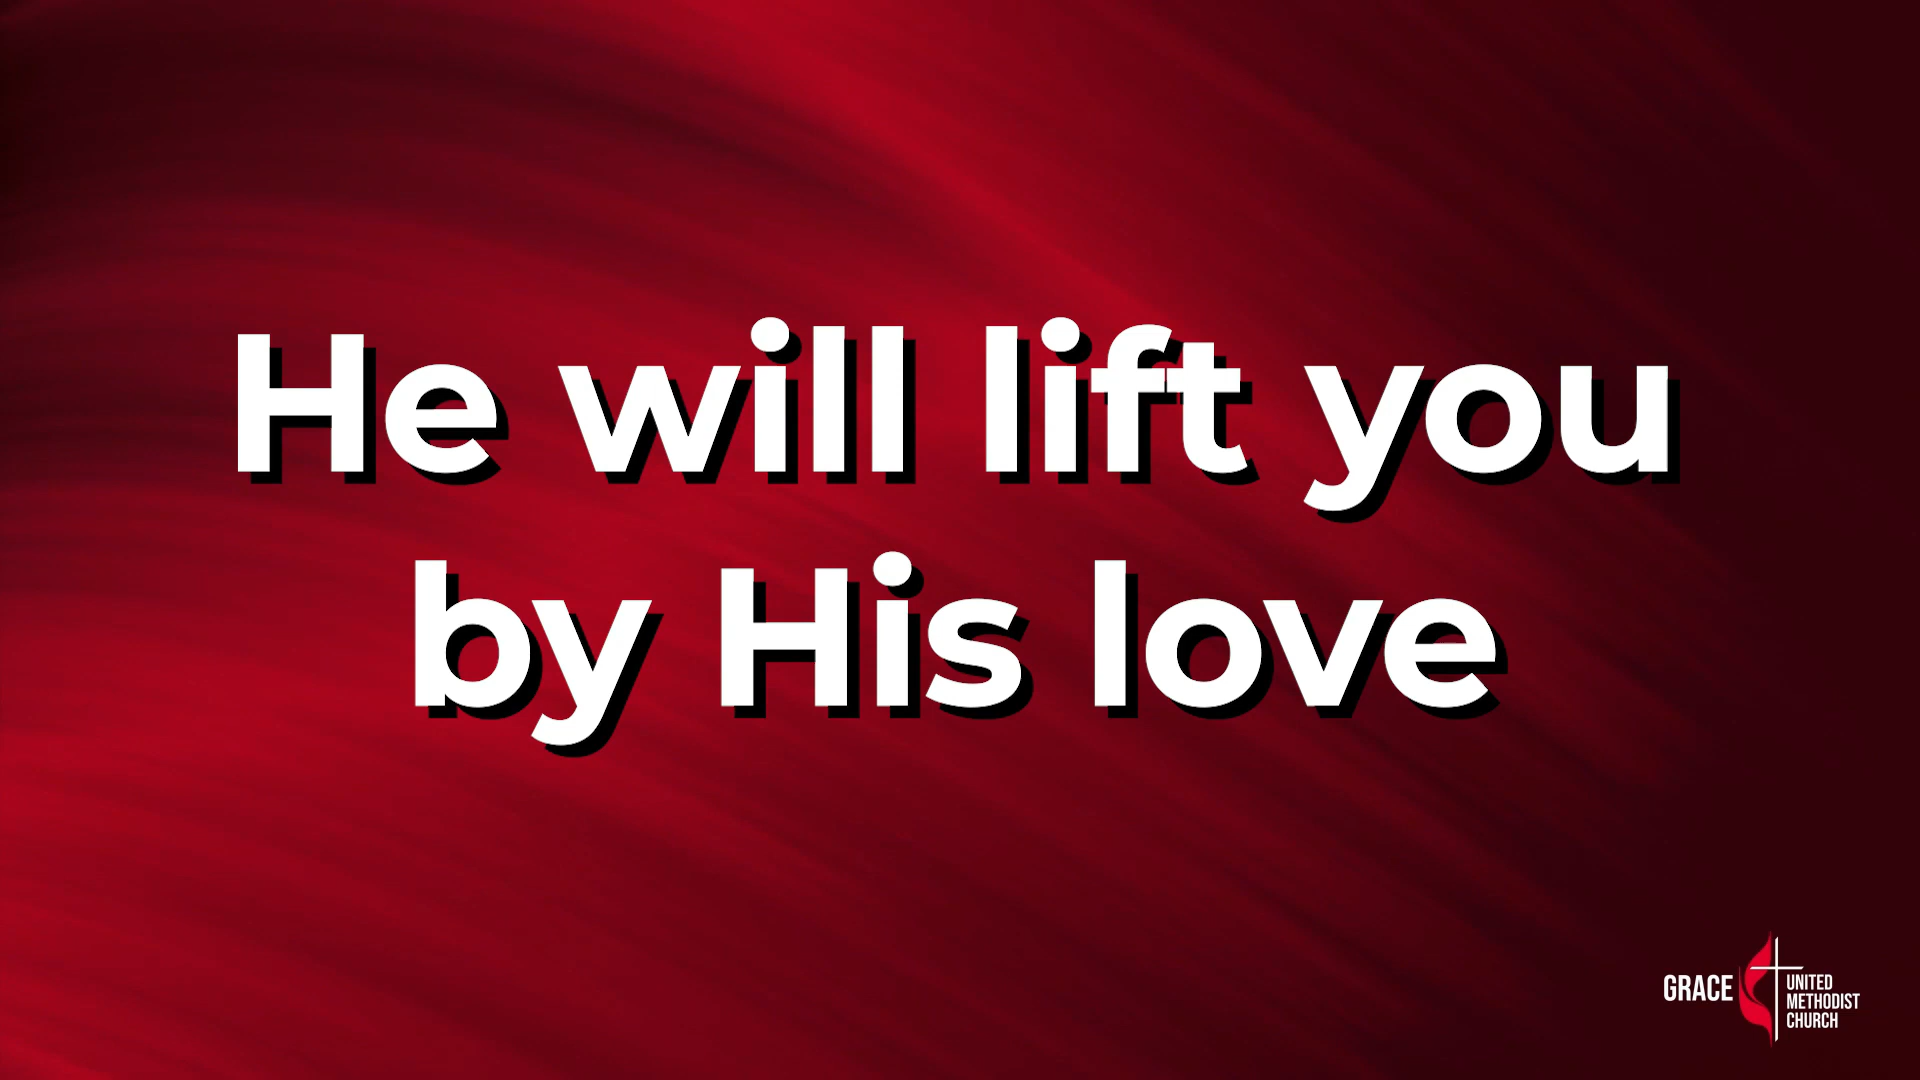 He will lift you
by His love
GRACE
UNITED
METHODIST
CHURCH